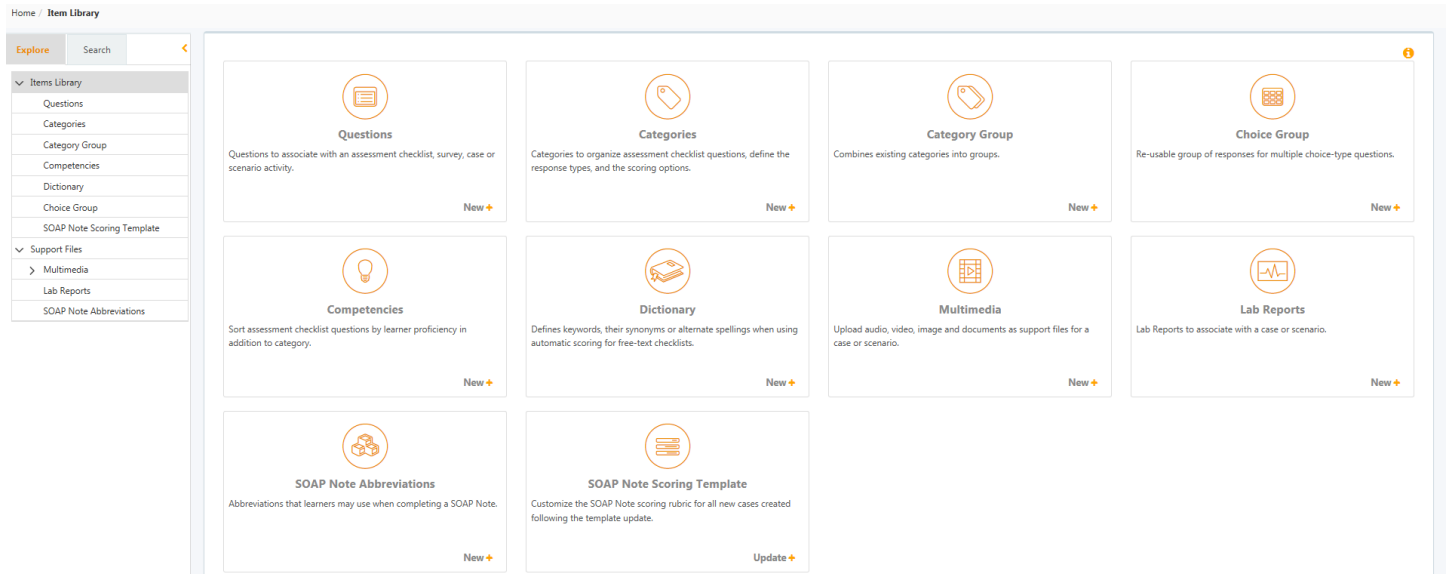 Home / Item Library
Explore
Search
Items Library
Questions
Categories
Category Group
Competencies
Dictionary
Choice Group
SOAP Note Scoring Template
Support Files
Multimedia
Lab Reports
SOAP Note Abbreviations
Questions
Questions to associate with an assessment checklist, survey, case or
scenario activity.
New +
Categories
Categories to organize assessment checklist questions, define the
response types, and the scoring options.
New +
Category Group
Combines existing categories into groups.
New +
Choice Group
Re-usable group of responses for multiple choice-type questions.
New +
Competencies
Sort assessment checklist questions by learner proficiency in
addition to category.
New +
Dictionary
Defines keywords, their synonyms or alternate spellings when using
automatic scoring for free-text checklists.
New +
Multimedia
Upload audio, video, image and documents as support files for a
case or scenario.
New +
Lab Reports
Lab Reports to associate with a case or scenario.
New +
SOAP Note Abbreviations
Abbreviations that learners may use when completing a SOAP Note.
New +
SOAP Note Scoring Template
Customize the SOAP Note scoring rubric for all new cases created
following the template update.
Update +